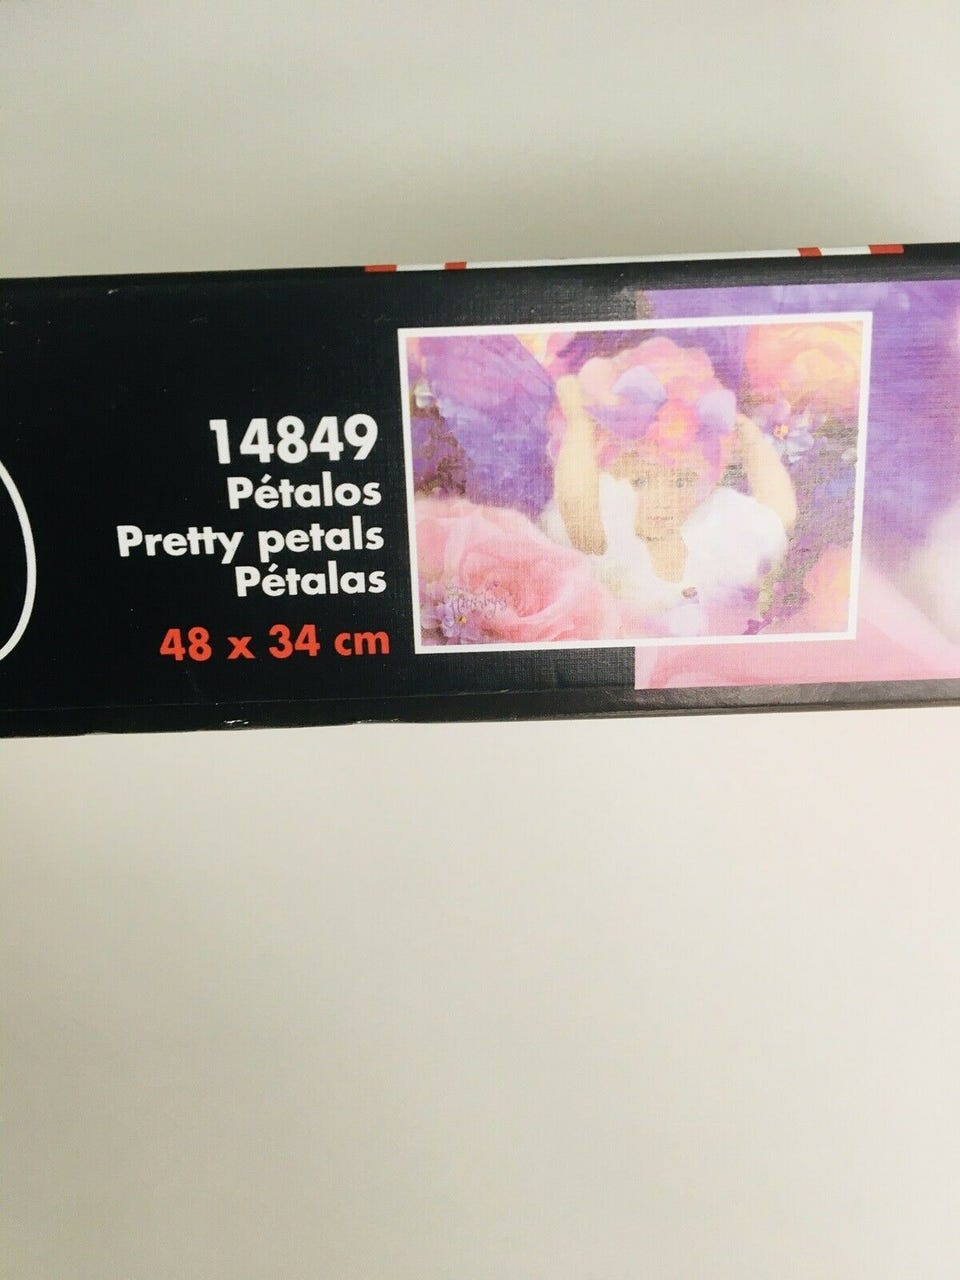 14849
Pétalos
Pretty petals
Pétalas
48 x 34 cm